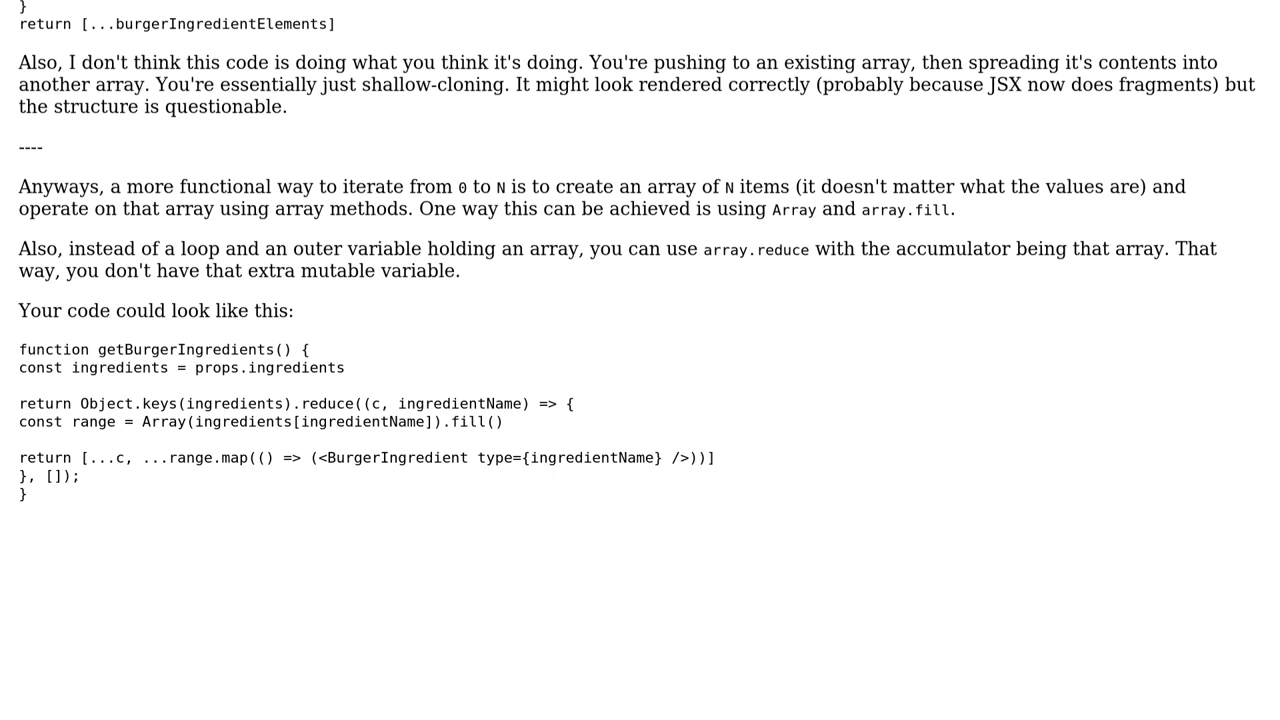 }
return [...burgerIngredientElements]
Also, I don't think this code is doing what you think it's doing. You're pushing to an existing array, then spreading it's contents into
another array. You're essentially just shallow-cloning. It might look rendered correctly (probably because JSX now does fragments) but
the structure is questionable.
----
Anyways, a more functional way to iterate from 0 to N is to create an array of N items (it doesn't matter what the values are) and
operate on that array using array methods. One way this can be achieved is using Array and array.fill.
Also, instead of a loop and an outer variable holding an array, you can use array.reduce with the accumulator being that array. That
way, you don't have that extra mutable variable.
Your code could look like this:
function getBurgerIngredients() {
const ingredients = props.ingredients
return Object.keys(ingredients).reduce((c, ingredientName) => {
const range = Array(ingredients[ingredientName]).fill()
return [...c, ...range.map(() => (<BurgerIngredient type={ingredientName} />))]
}, []);
}